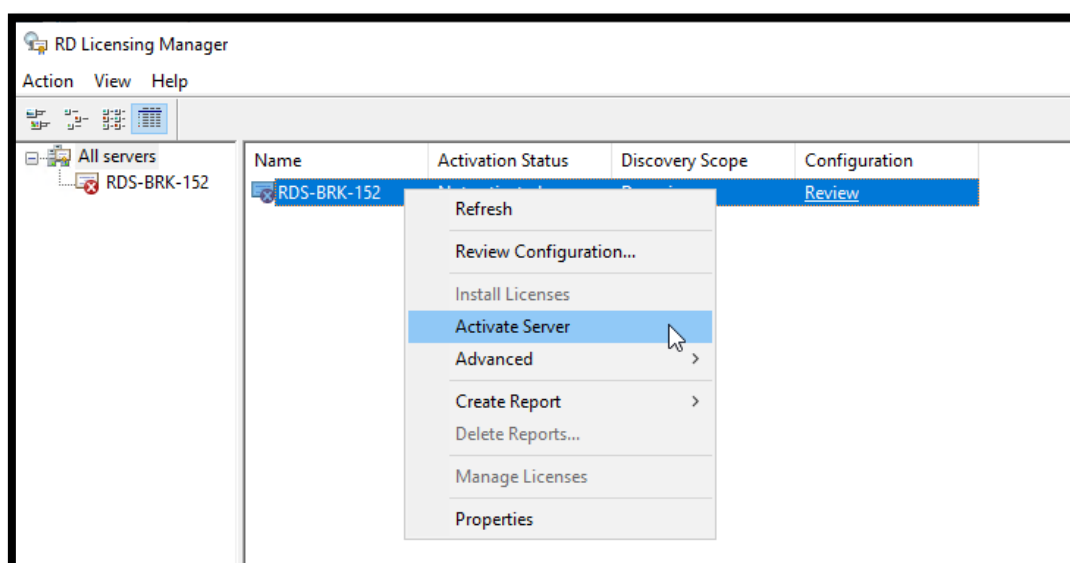 RD Licensing Manager
Action View Help
All servers
RDS-BRK-152
Name Activation Status Discovery Scope Configuration
RDS-BRK-152 Review
Refresh
Review Configuration...
Install Licenses
Activate Server
Advanced
Create Report
Delete Reports...
Manage Licenses
Properties